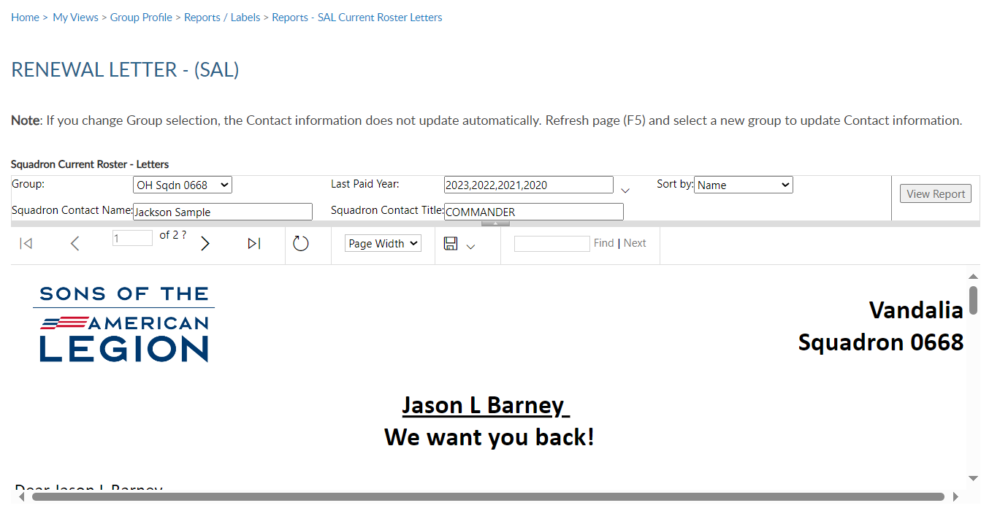 Home > My Views > Group Profile > Reports / Labels > Reports - SAL Current Roster Letters
RENEWAL LETTER - (SAL)
Note: If you change Group selection, the Contact information does not update automatically. Refresh page (F5) and select a new group to update Contact information.
Squadron Current Roster - Letters
Group: OH Sqdn 0668 Last Paid Year: 2023,2022,2021,2020 Sort by: Name View Report
Squadron Contact Name: Jackson Sample Squadron Contact Title: COMMANDER
1 of 2 ? Page Width Find | Next
SONS OF THE
AMERICAN
LEGION
Vandalia
Squadron 0668
Jason L Barney
We want you back!
Dear Jason L Barney